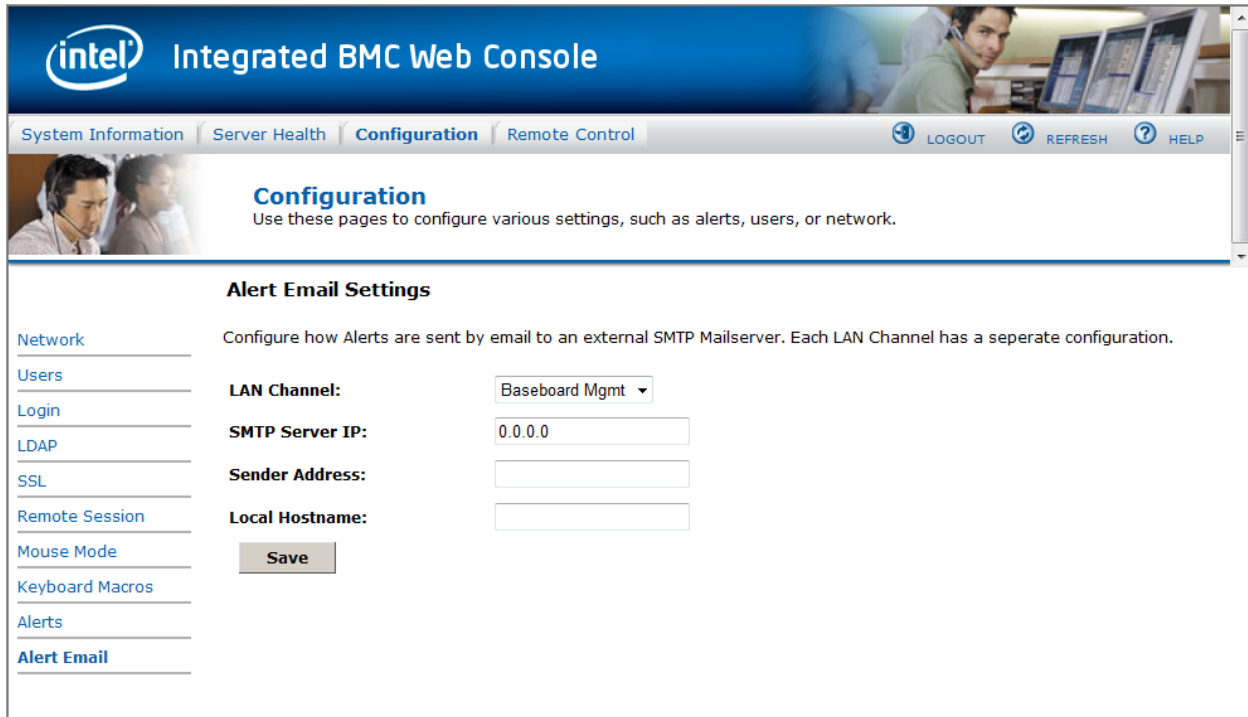 intel Integrated BMC Web Console
System Information Server Health Configuration Remote Control LOGOUT REFRESH ? HELP
Configuration
Use these pages to configure various settings, such as alerts, users, or network.
Alert Email Settings
Configure how Alerts are sent by email to an external SMTP Mailserver. Each LAN Channel has a seperate configuration.
Network
Users
Login
LDAP
SSL
Remote Session
Mouse Mode
Keyboard Macros
Alerts
Alert Email
LAN Channel: Baseboard Mgmt
SMTP Server IP: 0.0.0.0
Sender Address:
Local Hostname:
Save